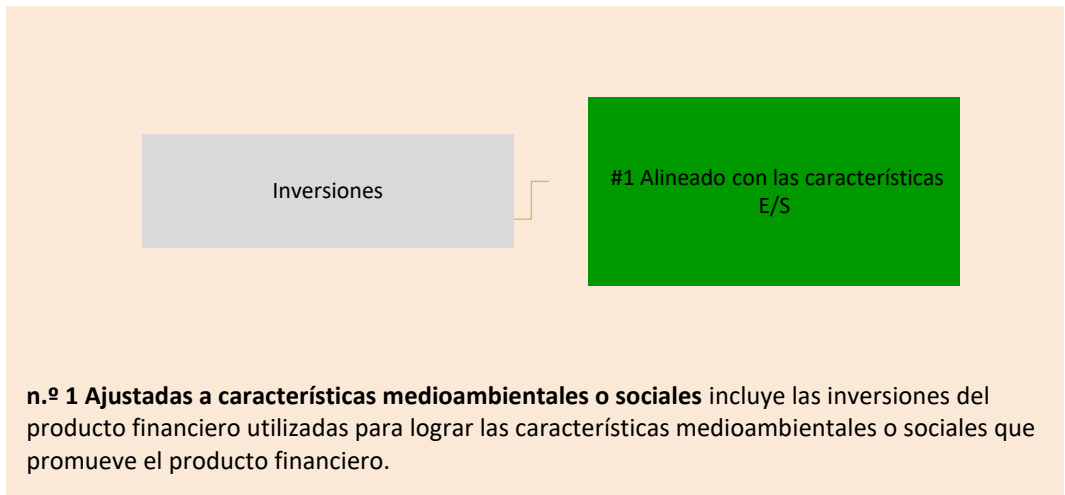 Inversiones
#1 Alineado con las características
E/S
n.º 1 Ajustadas a características medioambientales o sociales incluye las inversiones del
producto financiero utilizadas para lograr las características medioambientales o sociales que
promueve el producto financiero.